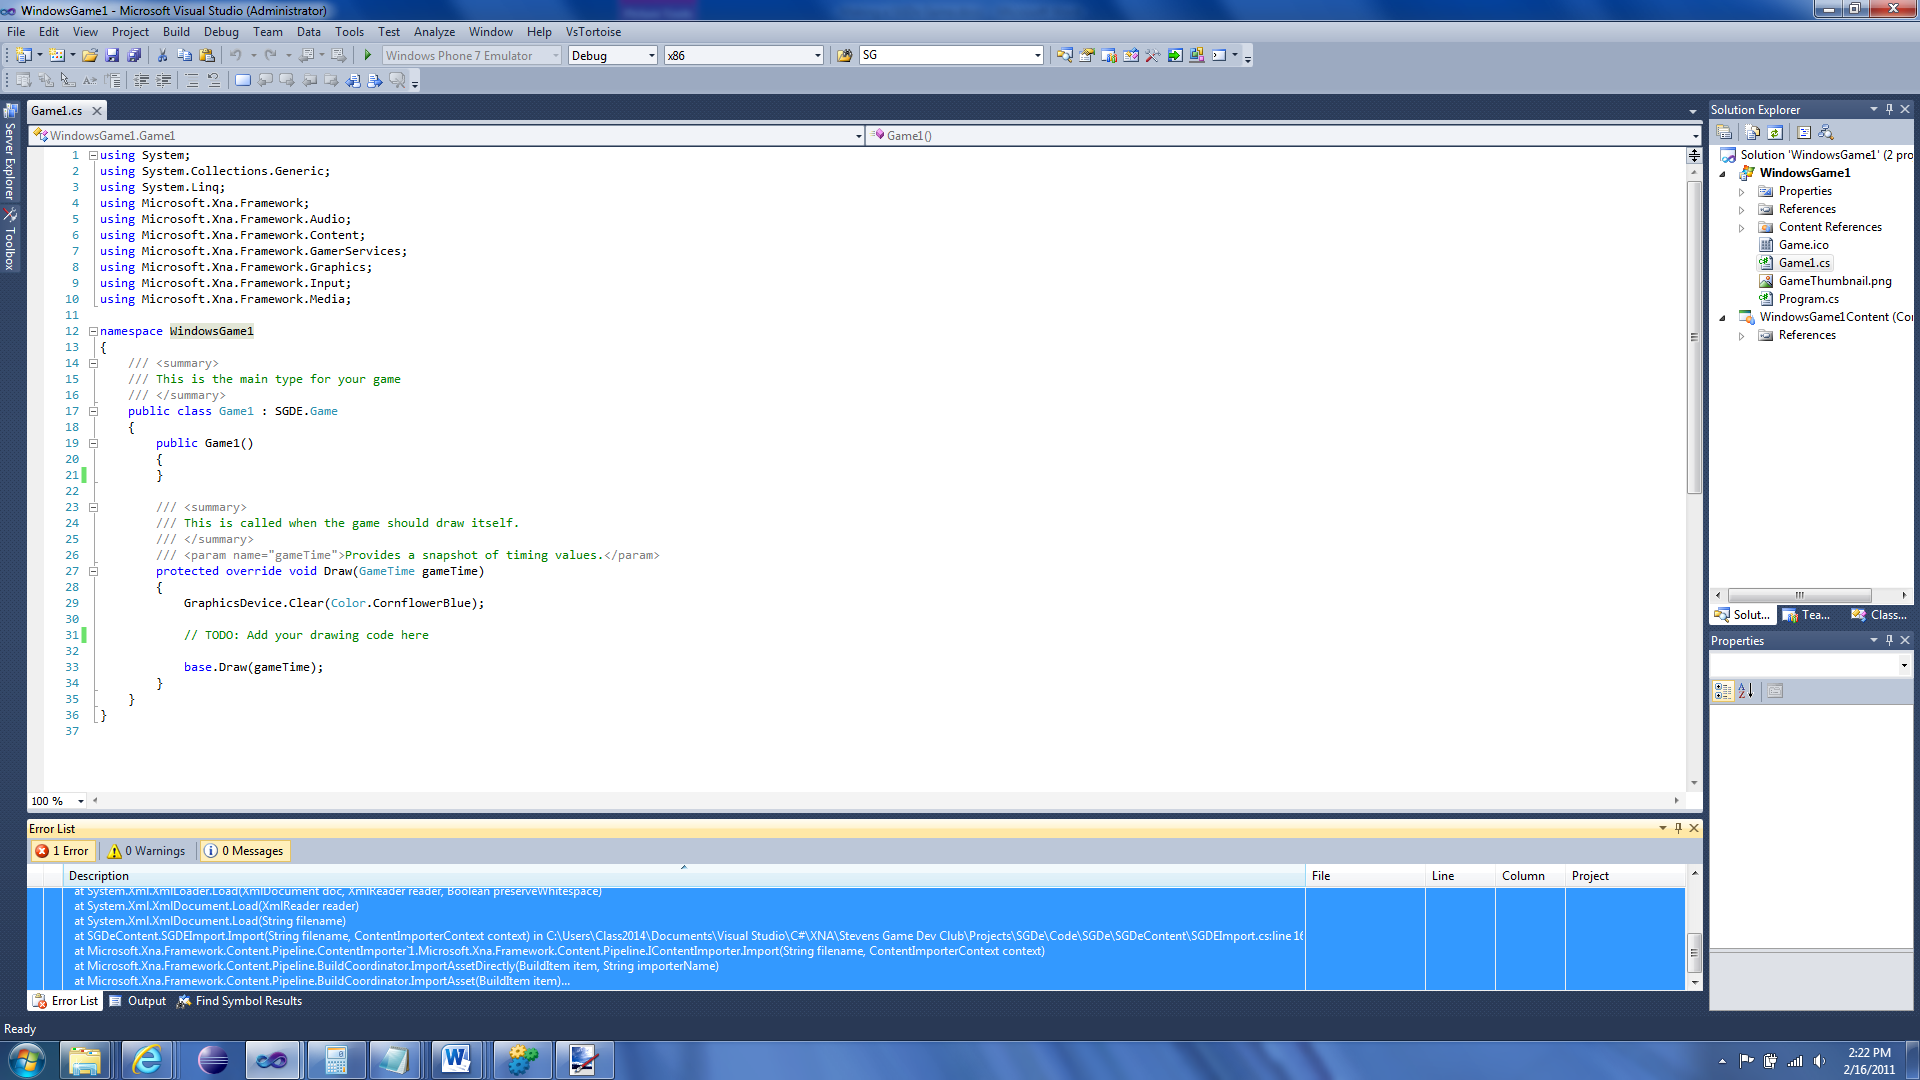 WindowsGame1 - Microsoft Visual Studio (Administrator)
File Edit View Project Build Debug Team Data Tools Test Analyze Window Help VsTortoise
Windows Phone 7 Emulator Debug x86 SG
Server Explorer
Toolbox
Game1.cs
WindowsGame1.Game1 Game1()
1 using System;
2 using System.Collections.Generic;
3 using System.Linq;
4 using Microsoft.Xna.Framework;
5 using Microsoft.Xna.Framework.Audio;
6 using Microsoft.Xna.Framework.Content;
7 using Microsoft.Xna.Framework.GamerServices;
8 using Microsoft.Xna.Framework.Graphics;
9 using Microsoft.Xna.Framework.Input;
10 using Microsoft.Xna.Framework.Media;
11
12 namespace WindowsGame1
13 {
14 /// <summary>
15 /// This is the main type for your game
16 /// </summary>
17 public class Game1 : SGDE.Game
18 {
19 public Game1()
20 {
21 }
22
23 /// <summary>
24 /// This is called when the game should draw itself.
25 /// </summary>
26 /// <param name="gameTime">Provides a snapshot of timing values.</param>
27 protected override void Draw(GameTime gameTime)
28 {
29 GraphicsDevice.Clear(Color.CornflowerBlue);
30
31 // TODO: Add your drawing code here
32
33 base.Draw(gameTime);
34 }
35 }
36 }
37
100 %
Solution Explorer
Solution 'WindowsGame1' (2 pro
WindowsGame1
Properties
References
Content References
Game.ico
Game1.cs
GameThumbnail.png
Program.cs
WindowsGame1Content (Co
References
Solut... Tea... Class...
Properties
Error List
1 Error 0 Warnings 0 Messages
Description File Line Column Project
at System.Xml.XmlLoader.Load(XmlDocument doc, XmlReader reader, Boolean preserveWhitespace)
at System.Xml.XmlDocument.Load(XmlReader reader)
at System.Xml.XmlDocument.Load(String filename)
at SGDeContent.SGDEImport.Import(String filename, ContentImporterContext context) in C:\Users\Class2014\Documents\Visual Studio\C#\XNA\Stevens Game Dev Club\Projects\SGDe\Code\SGDe\SGDeContent\SGDEImport.cs:line 16
at Microsoft.Xna.Framework.Content.Pipeline.ContentImporter`1.Microsoft.Xna.Framework.Content.Pipeline.IContentImporter.Import(String filename, ContentImporterContext context)
at Microsoft.Xna.Framework.Content.Pipeline.BuildCoordinator.ImportAssetDirectly(BuildItem item, String importerName)
at Microsoft.Xna.Framework.Content.Pipeline.BuildCoordinator.ImportAsset(BuildItem item)...
Error List Output Find Symbol Results
Ready
2:22 PM
2/16/2011